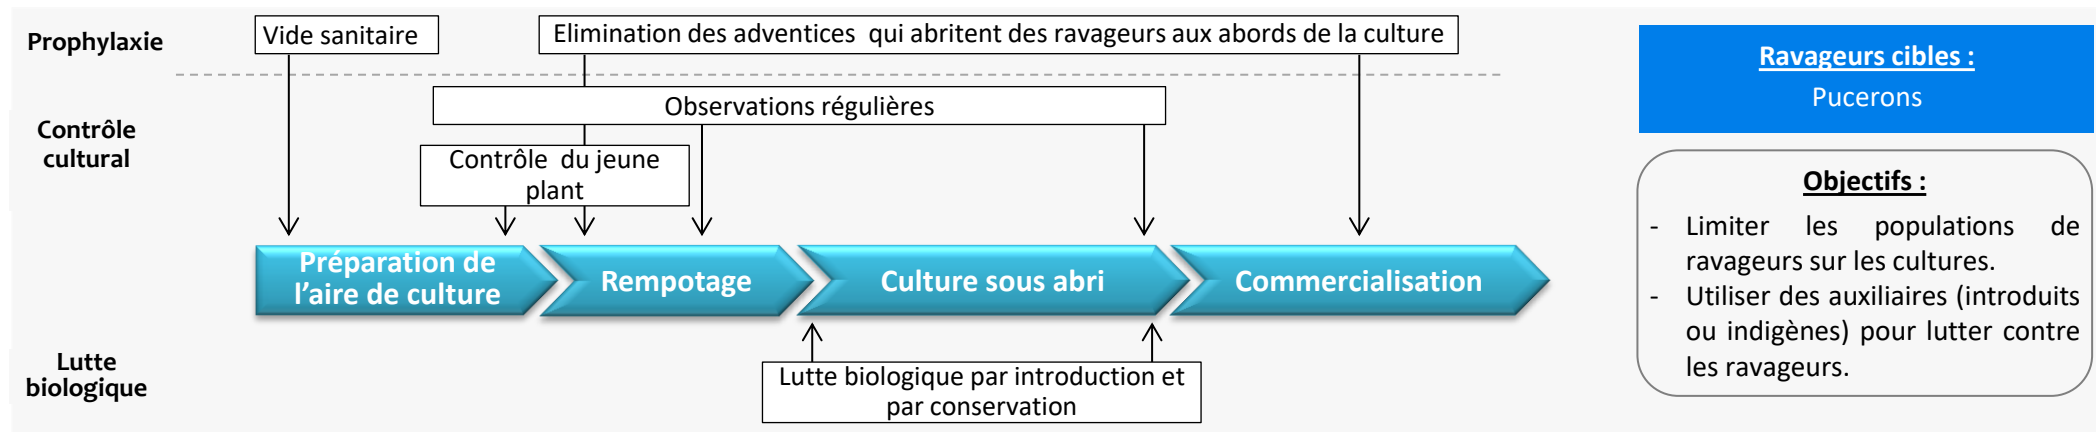 Prophylaxie
Vide sanitaire
Elimination des adventices qui abritent des ravageurs aux abords de la culture
Observations régulières
Contrôle
cultural
Contrôle du jeune
plant
Préparation de
l'aire de culture
Rempotage
Culture sous abri
Commercialisation
Lutte
biologique
Lutte biologique par introduction et
par conservation
Ravageurs cibles :
Pucerons
Objectifs :
- Limiter les populations de
ravageurs sur les cultures.
- Utiliser des auxiliaires (introduits
ou indigènes) pour lutter contre
les ravageurs.